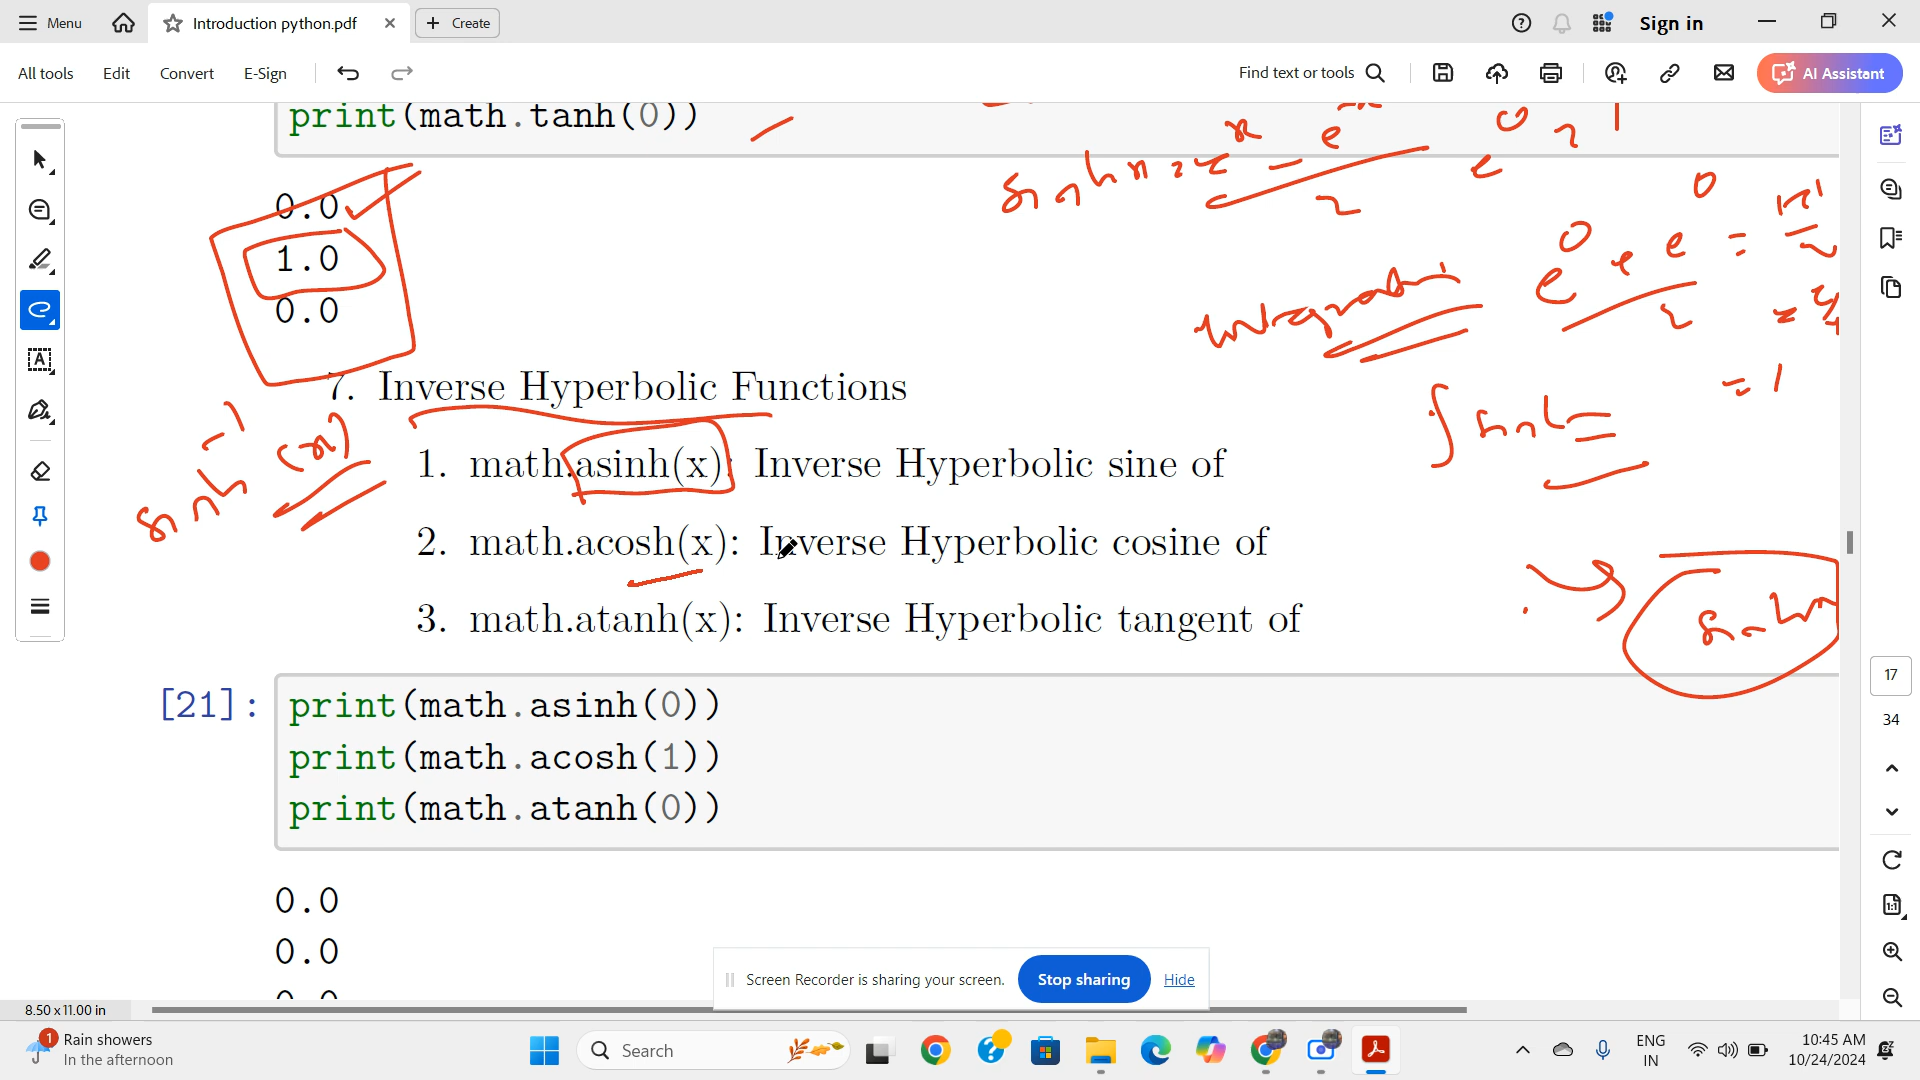 Menu
Introduction python.pdf
Create
Sign in
All tools
Edit
Convert
E-Sign
Find text or tools
AI Assistant
print(math.tanh(0))
0.0
1.0
0.0
7. Inverse Hyperbolic Functions
1. math.asinh(x): Inverse Hyperbolic sine of
2. math.acosh(x): Inverse Hyperbolic cosine of
3. math.atanh(x): Inverse Hyperbolic tangent of
[21]:
print(math.asinh(0))
print(math.acosh(1))
print(math.atanh(0))
0.0
0.0
0.0
17
34
Screen Recorder is sharing your screen.
Stop sharing
Hide
8.50 x 11.00 in
1
Rain showers
In the afternoon
Search
ENG
IN
10:45 AM
10/24/2024